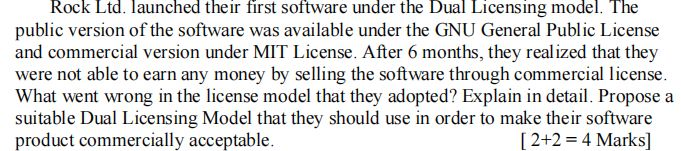 Rock Ltd. launched their first software under the Dual Licensing model. The
public version of the software was available under the GNU General Public License
and commercial version under MIT License. After 6 months, they realized that they
were not able to earn any money by selling the software through commercial license.
What went wrong in the license model that they adopted? Explain in detail. Propose a
suitable Dual Licensing Model that they should use in order to make their software
product commercially acceptable. [ 2+2 = 4 Marks]